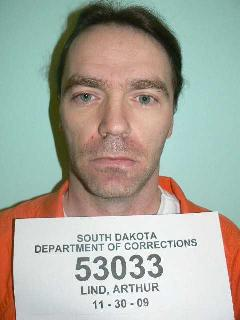 SOUTH DAKOTA
DEPARTMENT OF CORRECTIONS
53033
LIND, ARTHUR
11 - 30 - 09